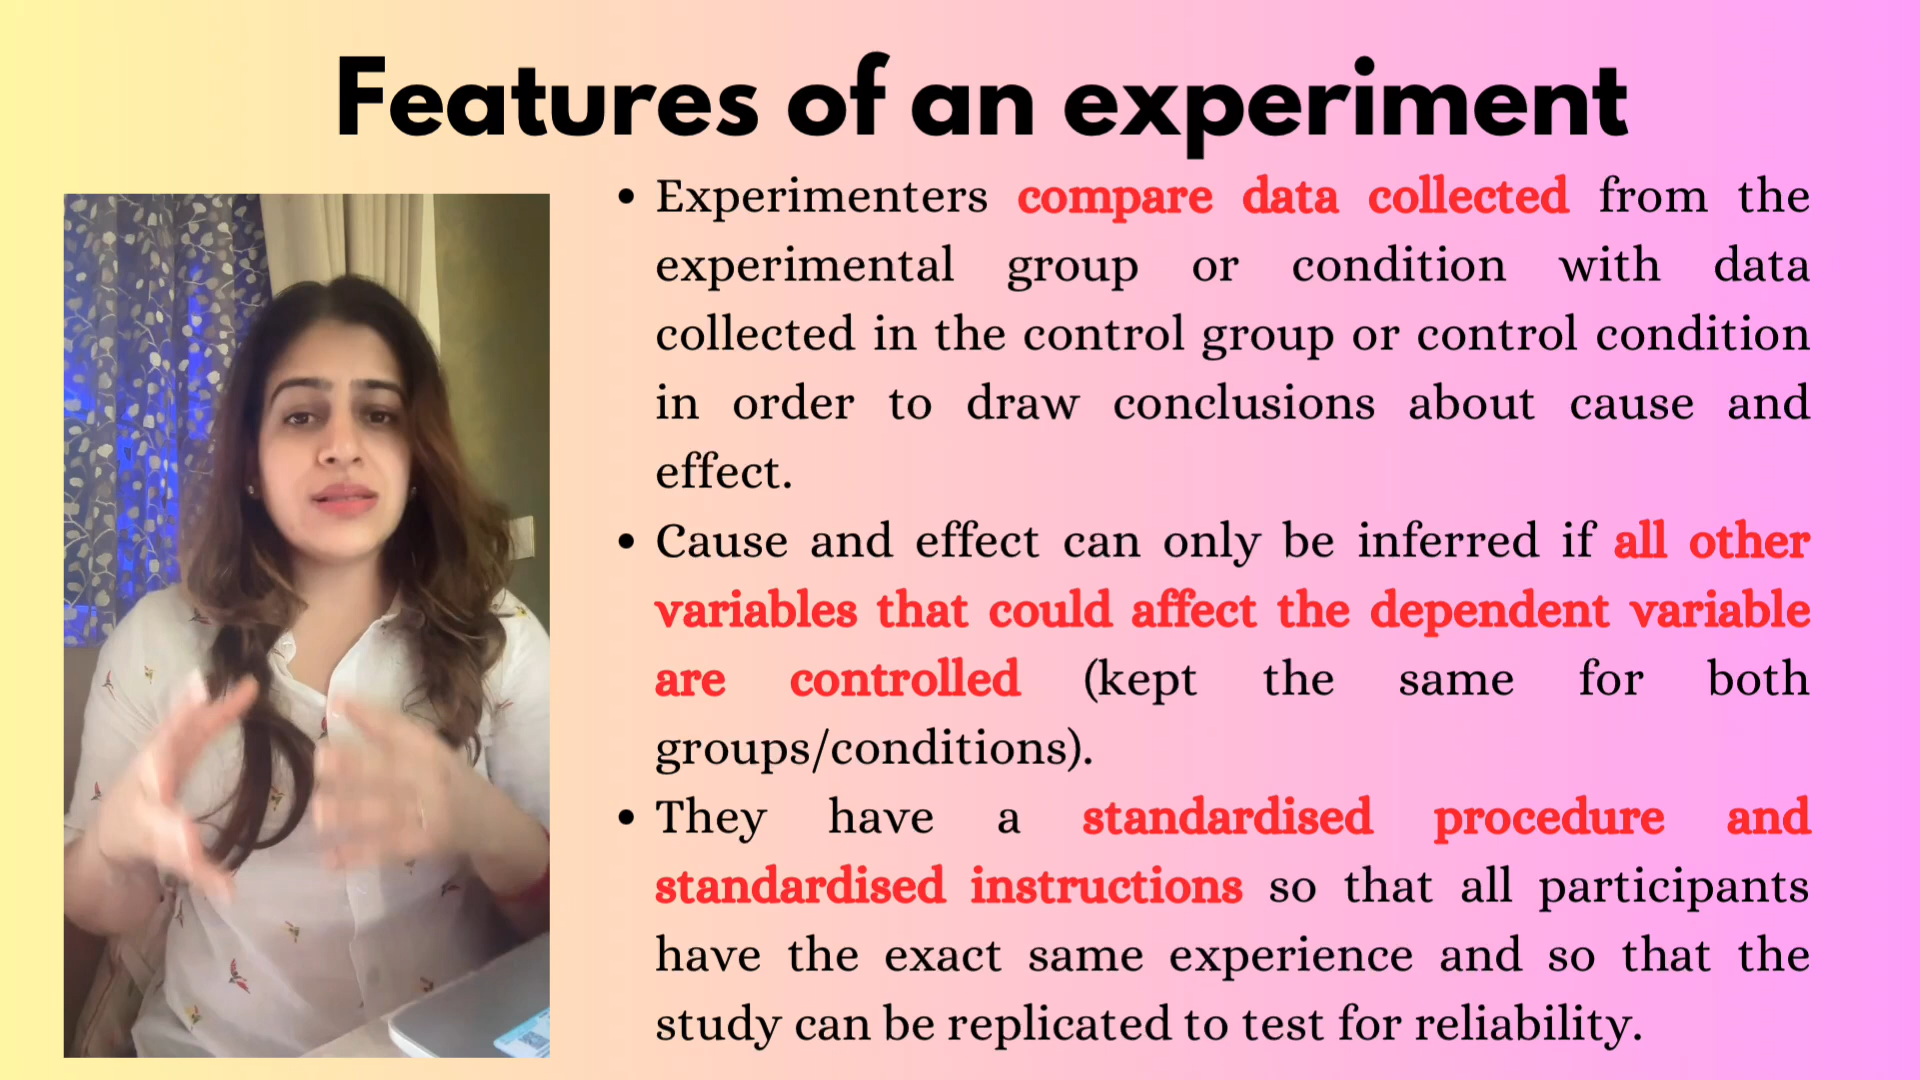 Features of an experiment
• Experimenters compare data collected from the
experimental group or condition with data
collected in the control group or control condition
in order to draw conclusions about cause and
effect.
• Cause and effect can only be inferred if all other
variables that could affect the dependent variable
are controlled (kept the same for both
groups/conditions).
• They have a standardised procedure and
standardised instructions so that all participants
have the exact same experience and so that the
study can be replicated to test for reliability.